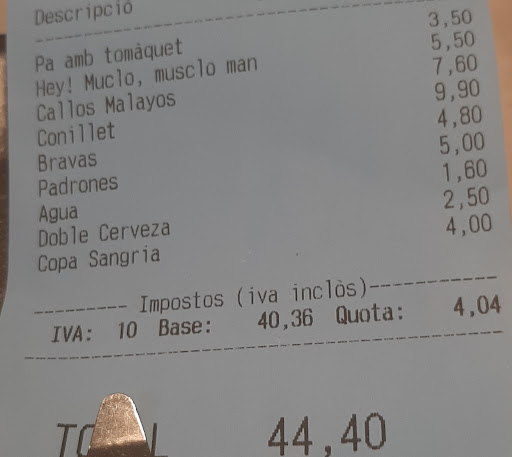 Descripció
Pa amb tomàquet 3,50
Hey! Muclo, musclo man 5,50
Callos Malayos 7,60
Conillet 9,90
Bravas 4,80
Padrones 5,00
Agua 1,60
Doble Cerveza 2,50
Copa Sangria 4,00
--------- Impostos (iva inclòs)-----------
IVA: 10 Base: 40,36 Quota: 4,04
44,40